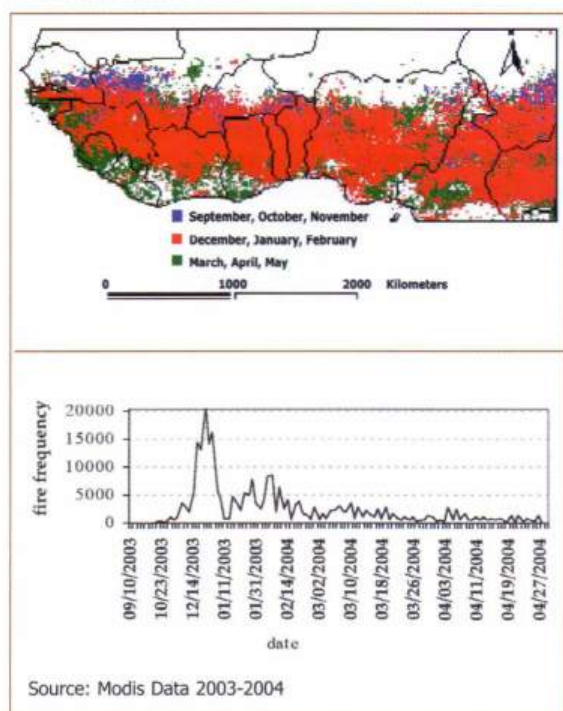 September, October, November
December, January, February
March, April, May
0 1000 2000 Kilometers
fire frequency
20000
15000
10000
5000
0
09/10/2003
10/23/2003
12/14/2003
01/11/2003
01/31/2003
02/14/2004
03/02/2004
03/10/2004
03/18/2004
03/26/2004
04/03/2004
04/11/2004
04/19/2004
04/27/2004
date
Source: Modis Data 2003-2004